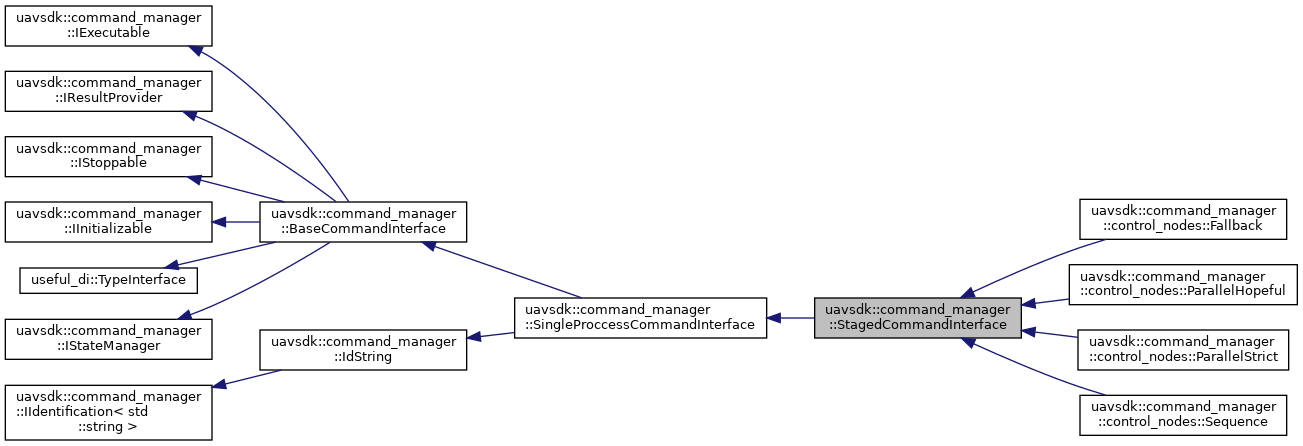 uavsdk::command_manager
::IExecutable
uavsdk::command_manager
::IResultProvider
uavsdk::command_manager
::IStoppable
uavsdk::command_manager
::IInitializable
useful_di::TypeInterface
uavsdk::command_manager
::IStateManager
uavsdk::command_manager
::IIdentification< std
::string >
uavsdk::command_manager
::BaseCommandInterface
uavsdk::command_manager
::IdString
uavsdk::command_manager
::SingleProccessCommandInterface
uavsdk::command_manager
::StagedCommandInterface
uavsdk::command_manager
::control_nodes::Fallback
uavsdk::command_manager
::control_nodes::ParallelHopeful
uavsdk::command_manager
::control_nodes::ParallelStrict
uavsdk::command_manager
::control_nodes::Sequence